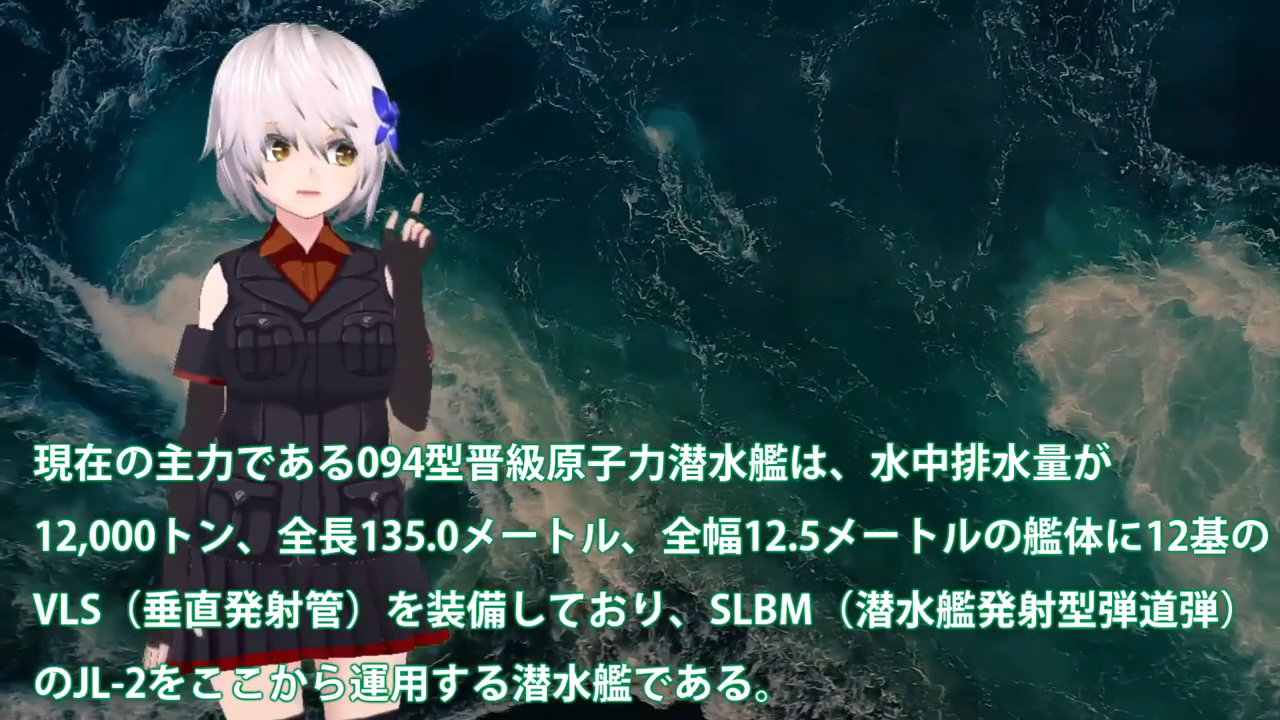 現在の主力である094型晋級原子力潜水艦は、水中排水量が
12,000トン、全長135.0メートル、全幅12.5メートルの艦体に12基の
VLS（垂直発射管）を装備しており、SLBM（潜水艦発射型弾道弾）
のJL-2をここから運用する潜水艦である。